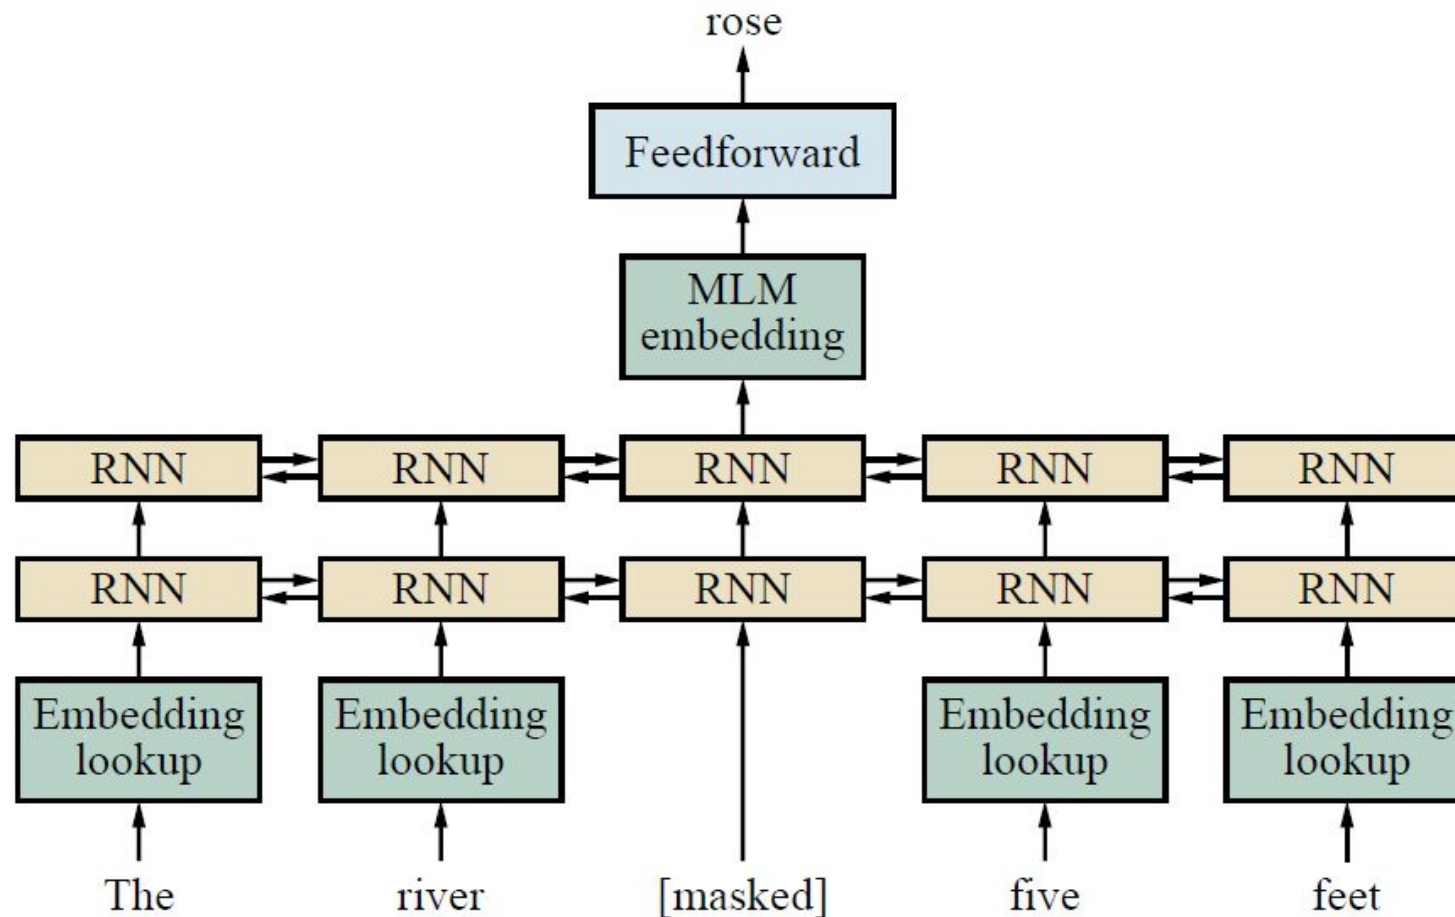 rose
Feedforward
MLM
embedding
RNN RNN RNN RNN RNN
RNN RNN RNN RNN RNN
Embedding Embedding Embedding Embedding
lookup lookup lookup lookup
The river [masked] five feet